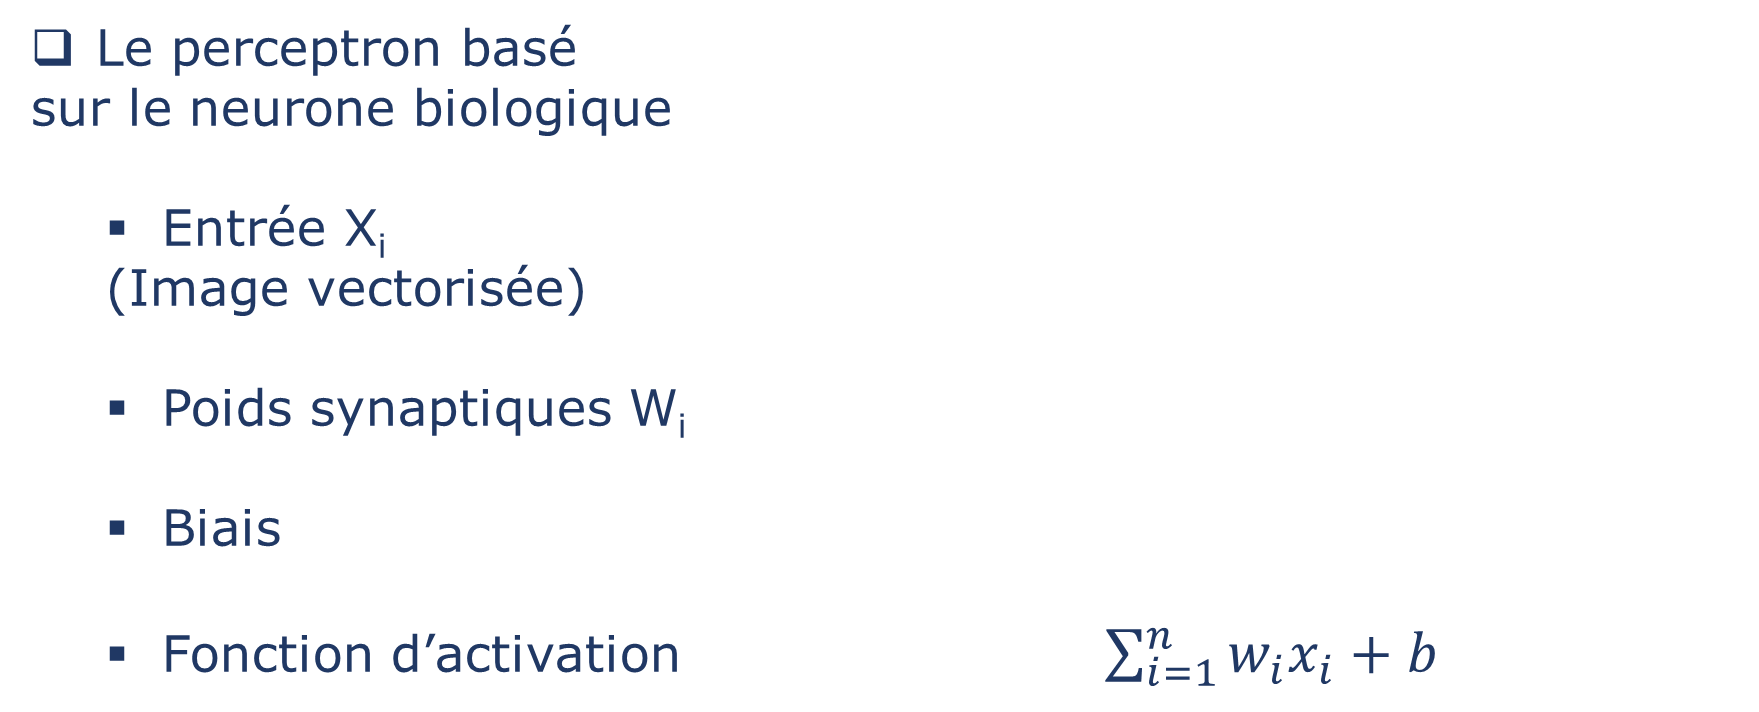 ❑ Le perceptron basé
sur le neurone biologique
▪ Entrée Xᵢ
(Image vectorisée)
▪ Poids synaptiques Wᵢ
▪ Biais
▪ Fonction d’activation
∑ⁿᵢ₌₁ wᵢxᵢ + b